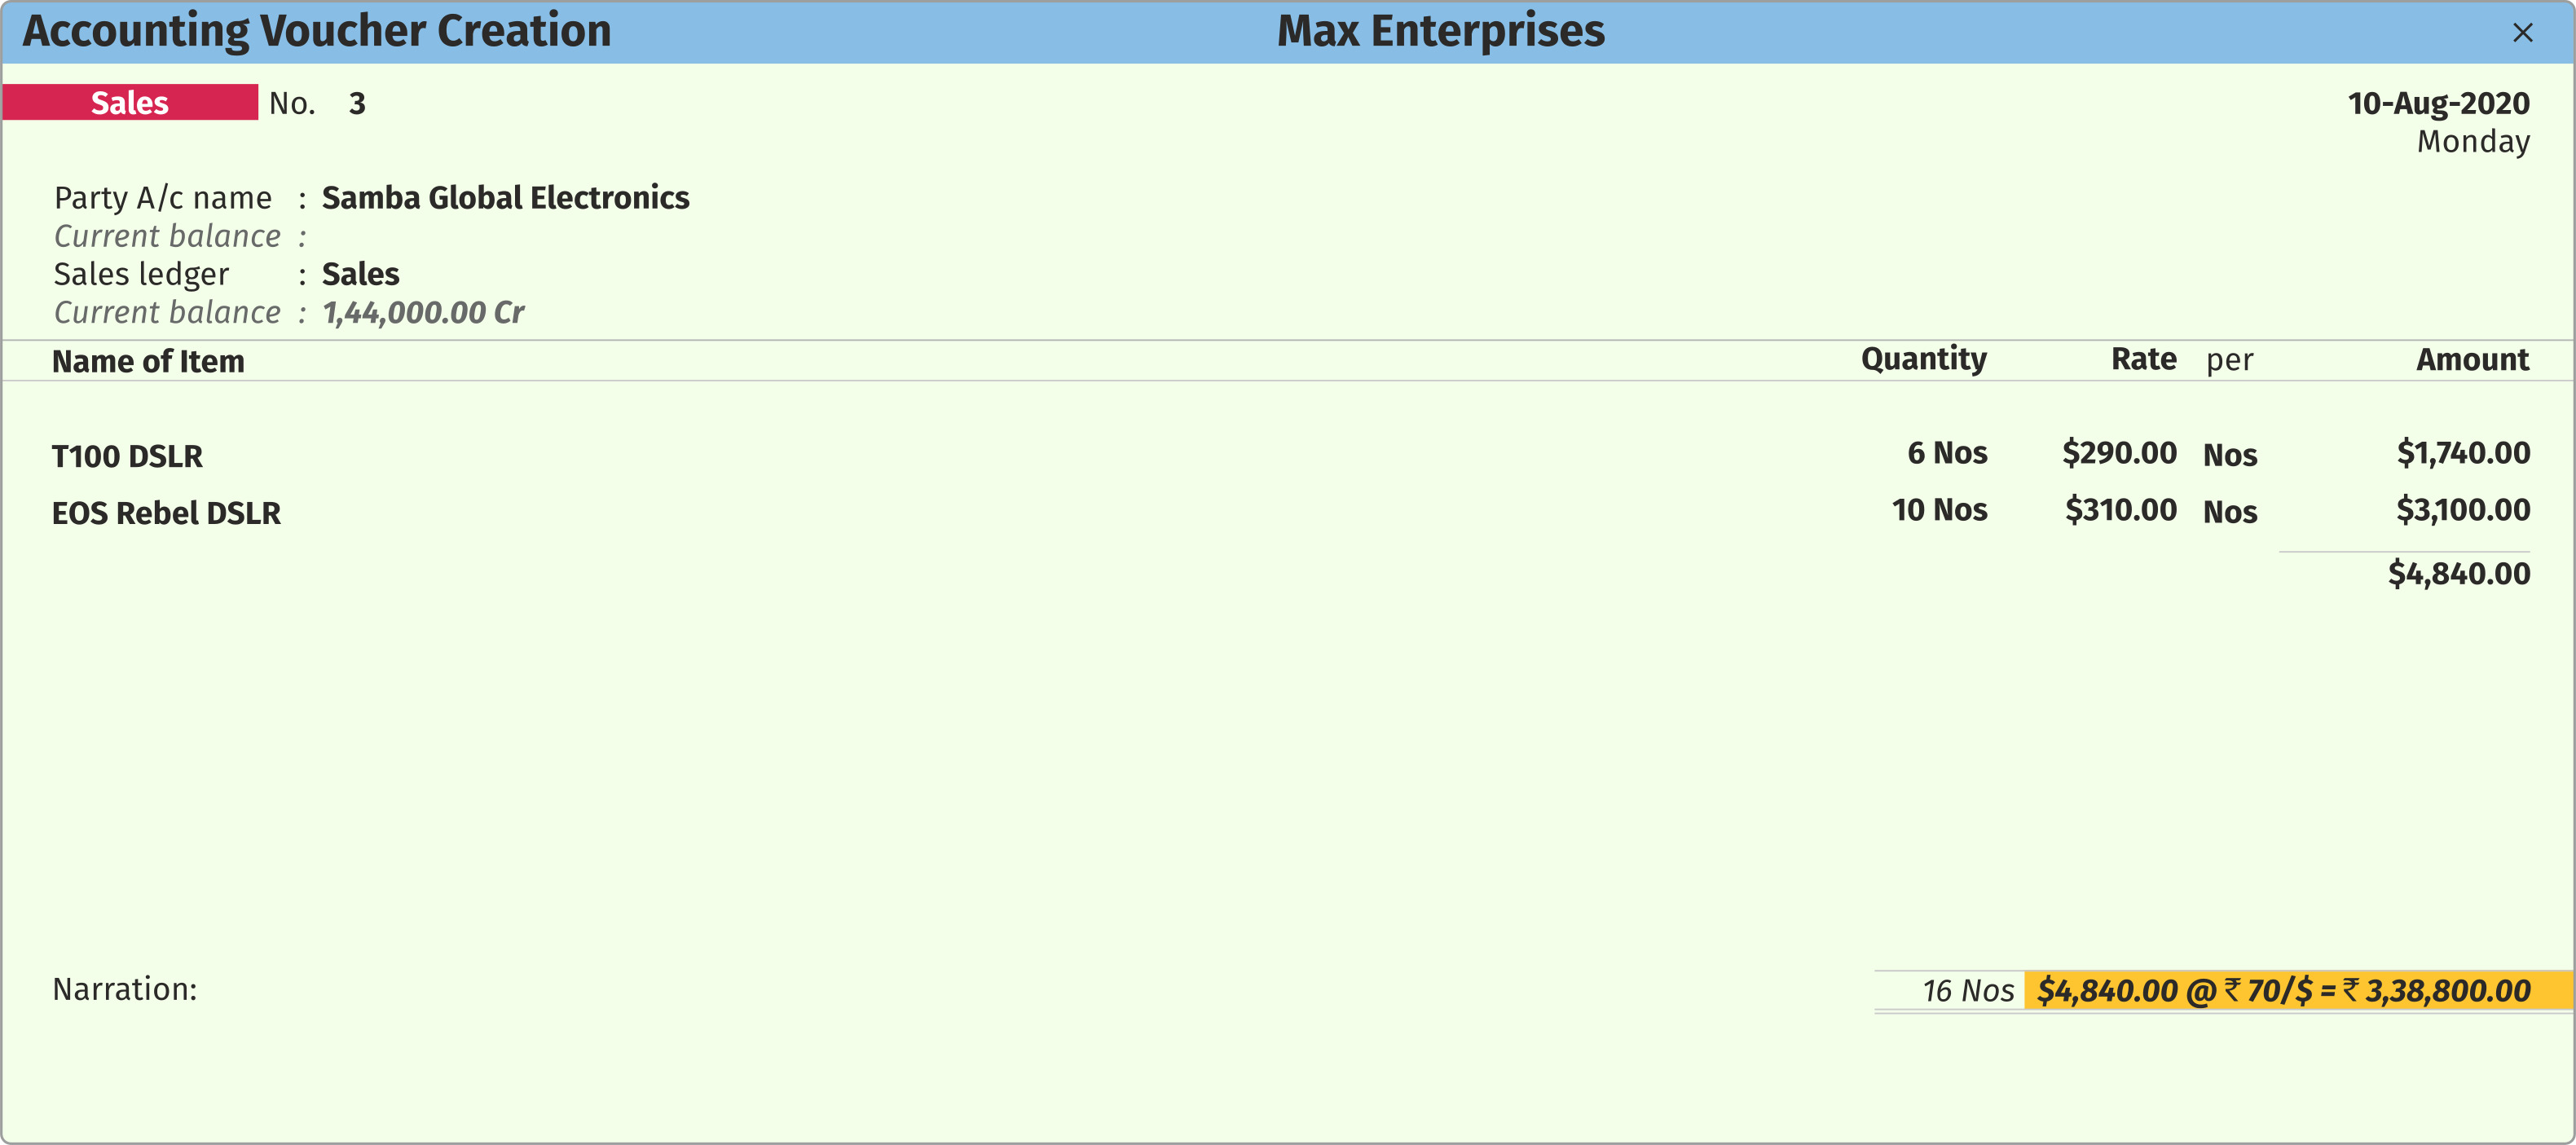 Accounting Voucher Creation Max Enterprises ×
Sales No. 3 10-Aug-2020
Monday
Party A/c name : Samba Global Electronics
Current balance :
Sales ledger : Sales
Current balance : 1,44,000.00 Cr
Name of Item Quantity Rate per Amount
T100 DSLR 6 Nos $290.00 Nos $1,740.00
EOS Rebel DSLR 10 Nos $310.00 Nos $3,100.00
$4,840.00
Narration: 16 Nos $4,840.00 @ ₹ 70/$ = ₹ 3,38,800.00